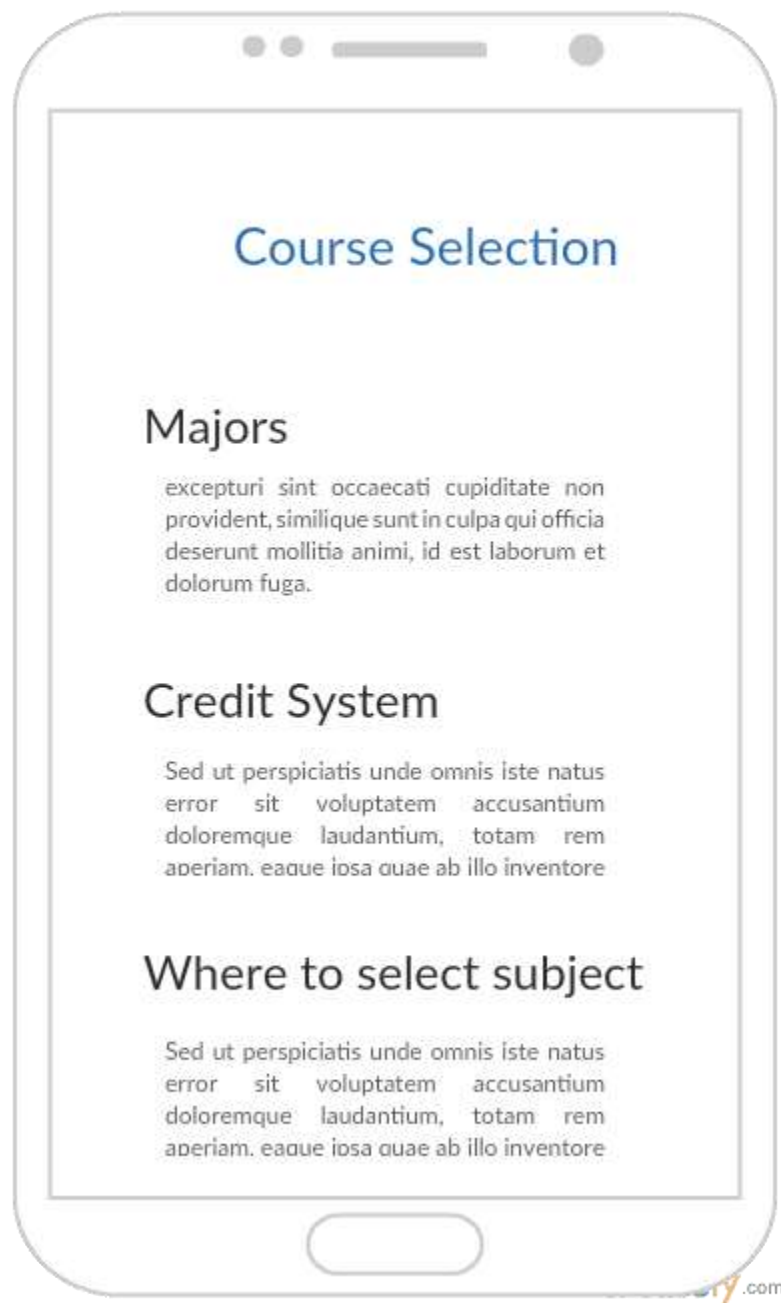 Course Selection
Majors
excepturi sint occaecati cupiditate non
provident, similique sunt in culpa qui officia
deserunt mollitia animi, id est laborum et
dolorum fuga.
Credit System
Sed ut perspiciatis unde omnis iste natus
error sit voluptatem accusantium
doloremque laudantium, totam rem
aperiam, eaque ipsa quae ab illo inventore
Where to select subject
Sed ut perspiciatis unde omnis iste natus
error sit voluptatem accusantium
doloremque laudantium, totam rem
aperiam, eaque ipsa quae ab illo inventore
.com